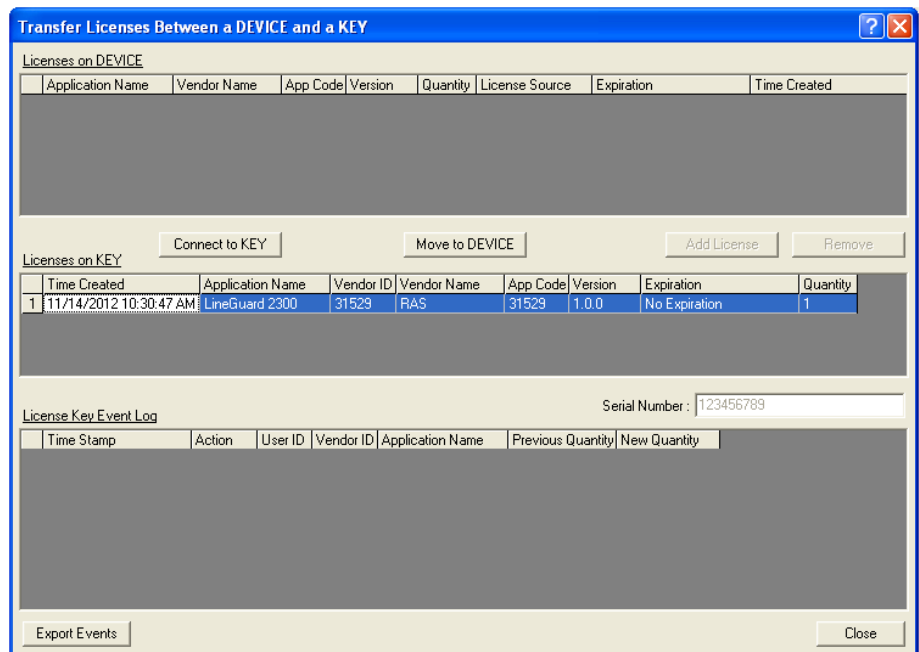 Transfer Licenses Between a DEVICE and a KEY
Licenses on DEVICE
Application Name Vendor Name App Code Version Quantity License Source Expiration Time Created
Connect to KEY Move to DEVICE Add License Remove
Licenses on KEY
Time Created Application Name Vendor ID Vendor Name App Code Version Expiration Quantity
1 11/14/2012 10:30:47 AM LineGuard 2300 31529 RAS 31529 1.0.0 No Expiration 1
Serial Number : 123456789
License Key Event Log
Time Stamp Action User ID Vendor ID Application Name Previous Quantity New Quantity
Export Events Close